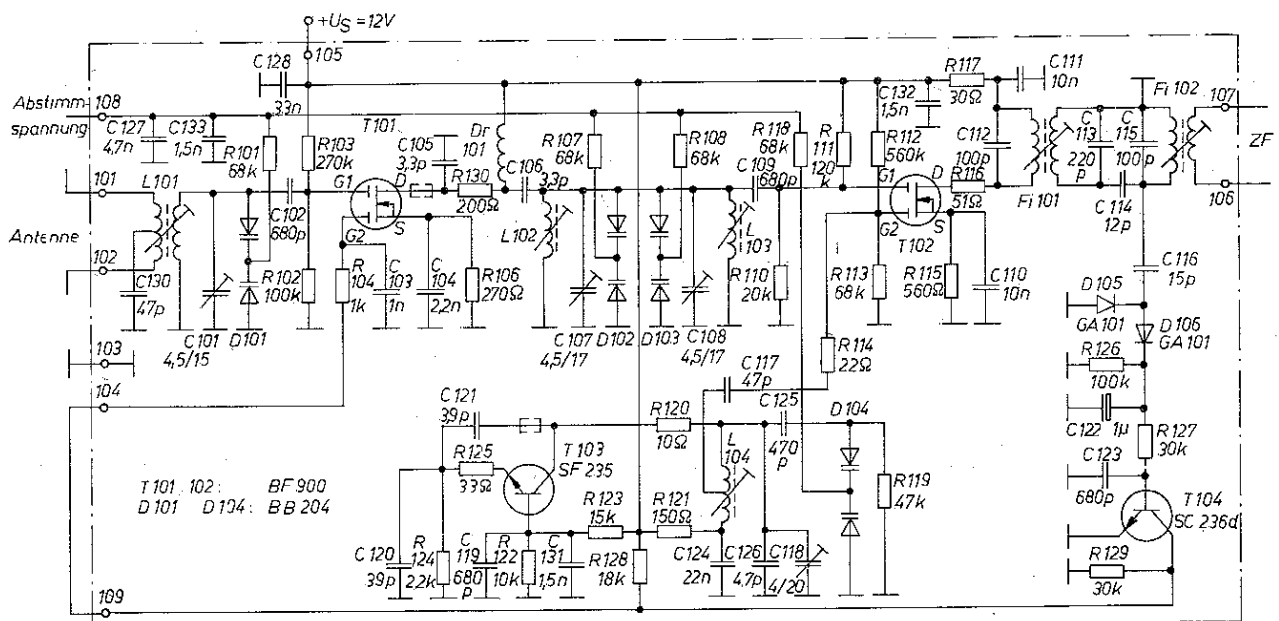 +U_S = 12V
105
C 128
3,3n
Abstimm-
spannung
108
C127
4,7n
C133
1,5n
R101
68k
R103
270k
T101
C105
3,3p
Dr
101
R107
68k
R108
68k
R118
68k
R
111
120
k
R112
560k
C132
1,5n
R117
30Ω
C111
10n
Fi 102
107
ZF
106
C112
100p
C
113
220
p
C
115
100p
101
L101
C102
680p
G1
D
R130
200Ω
C106
3,3p
C109
680p
G1
D
R116
51Ω
Fi 101
C114
12p
Antenne
102
C130
47p
R102
100k
G2
S
R
104
1k
C
103
1n
C
104
2,2n
R106
270Ω
L102
L
103
R110
20k
G2
S
T102
R113
68k
R115
560Ω
C110
10n
C116
15p
C101
4,5/15
D101
C107
4,5/17
D102
D103
C108
4,5/17
R114
22Ω
D105
GA101
D106
GA101
103
104
C117
47p
R126
100k
C121
39p
R120
10Ω
C125
470
p
D104
C122
1µ
R127
30k
R125
33Ω
T103
SF 235
L
104
R119
47k
C123
680p
T101, 102: BF 900
D101 D104: BB 204
R123
15k
R121
150Ω
T104
SC 236d
C120
39p
R
124
2,2k
C
119
680
p
R
122
10k
C
131
1,5n
R128
18k
C124
22n
C126
4,7p
C118
4/20
R129
30k
109